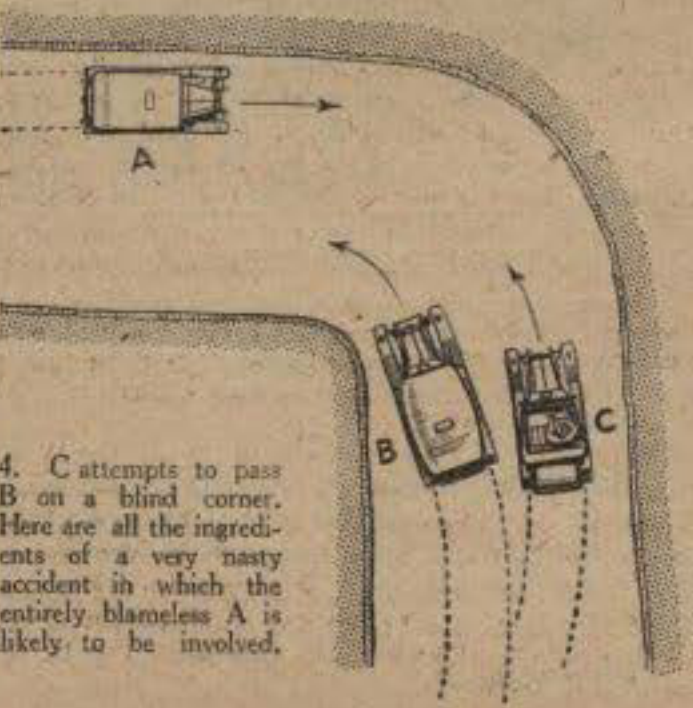 A
B
C
4. C attempts to pass
B on a blind corner.
Here are all the ingredi-
ents of a very nasty
accident in which the
entirely blameless A is
likely to be involved.